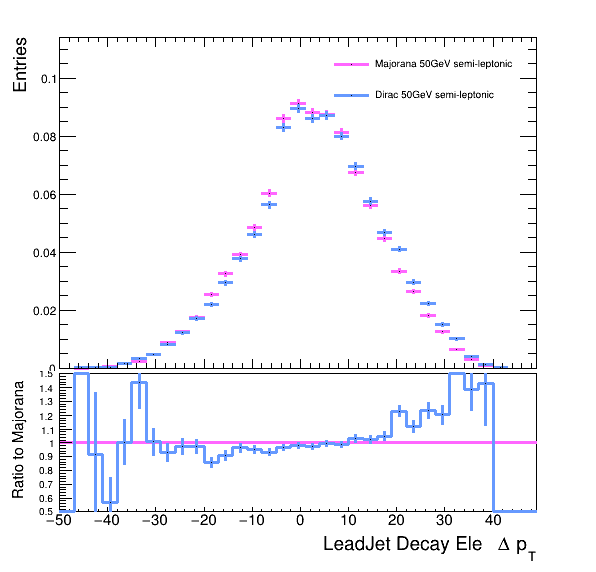 Entries
0.1
0.08
0.06
0.04
0.02
0
Majorana 50GeV semi-leptonic
Dirac 50GeV semi-leptonic
Ratio to Majorana
1.5
1.4
1.3
1.2
1.1
1
0.9
0.8
0.7
0.6
0.5
−50 −40 −30 −20 −10 0 10 20 30 40
LeadJet Decay Ele Δ pT